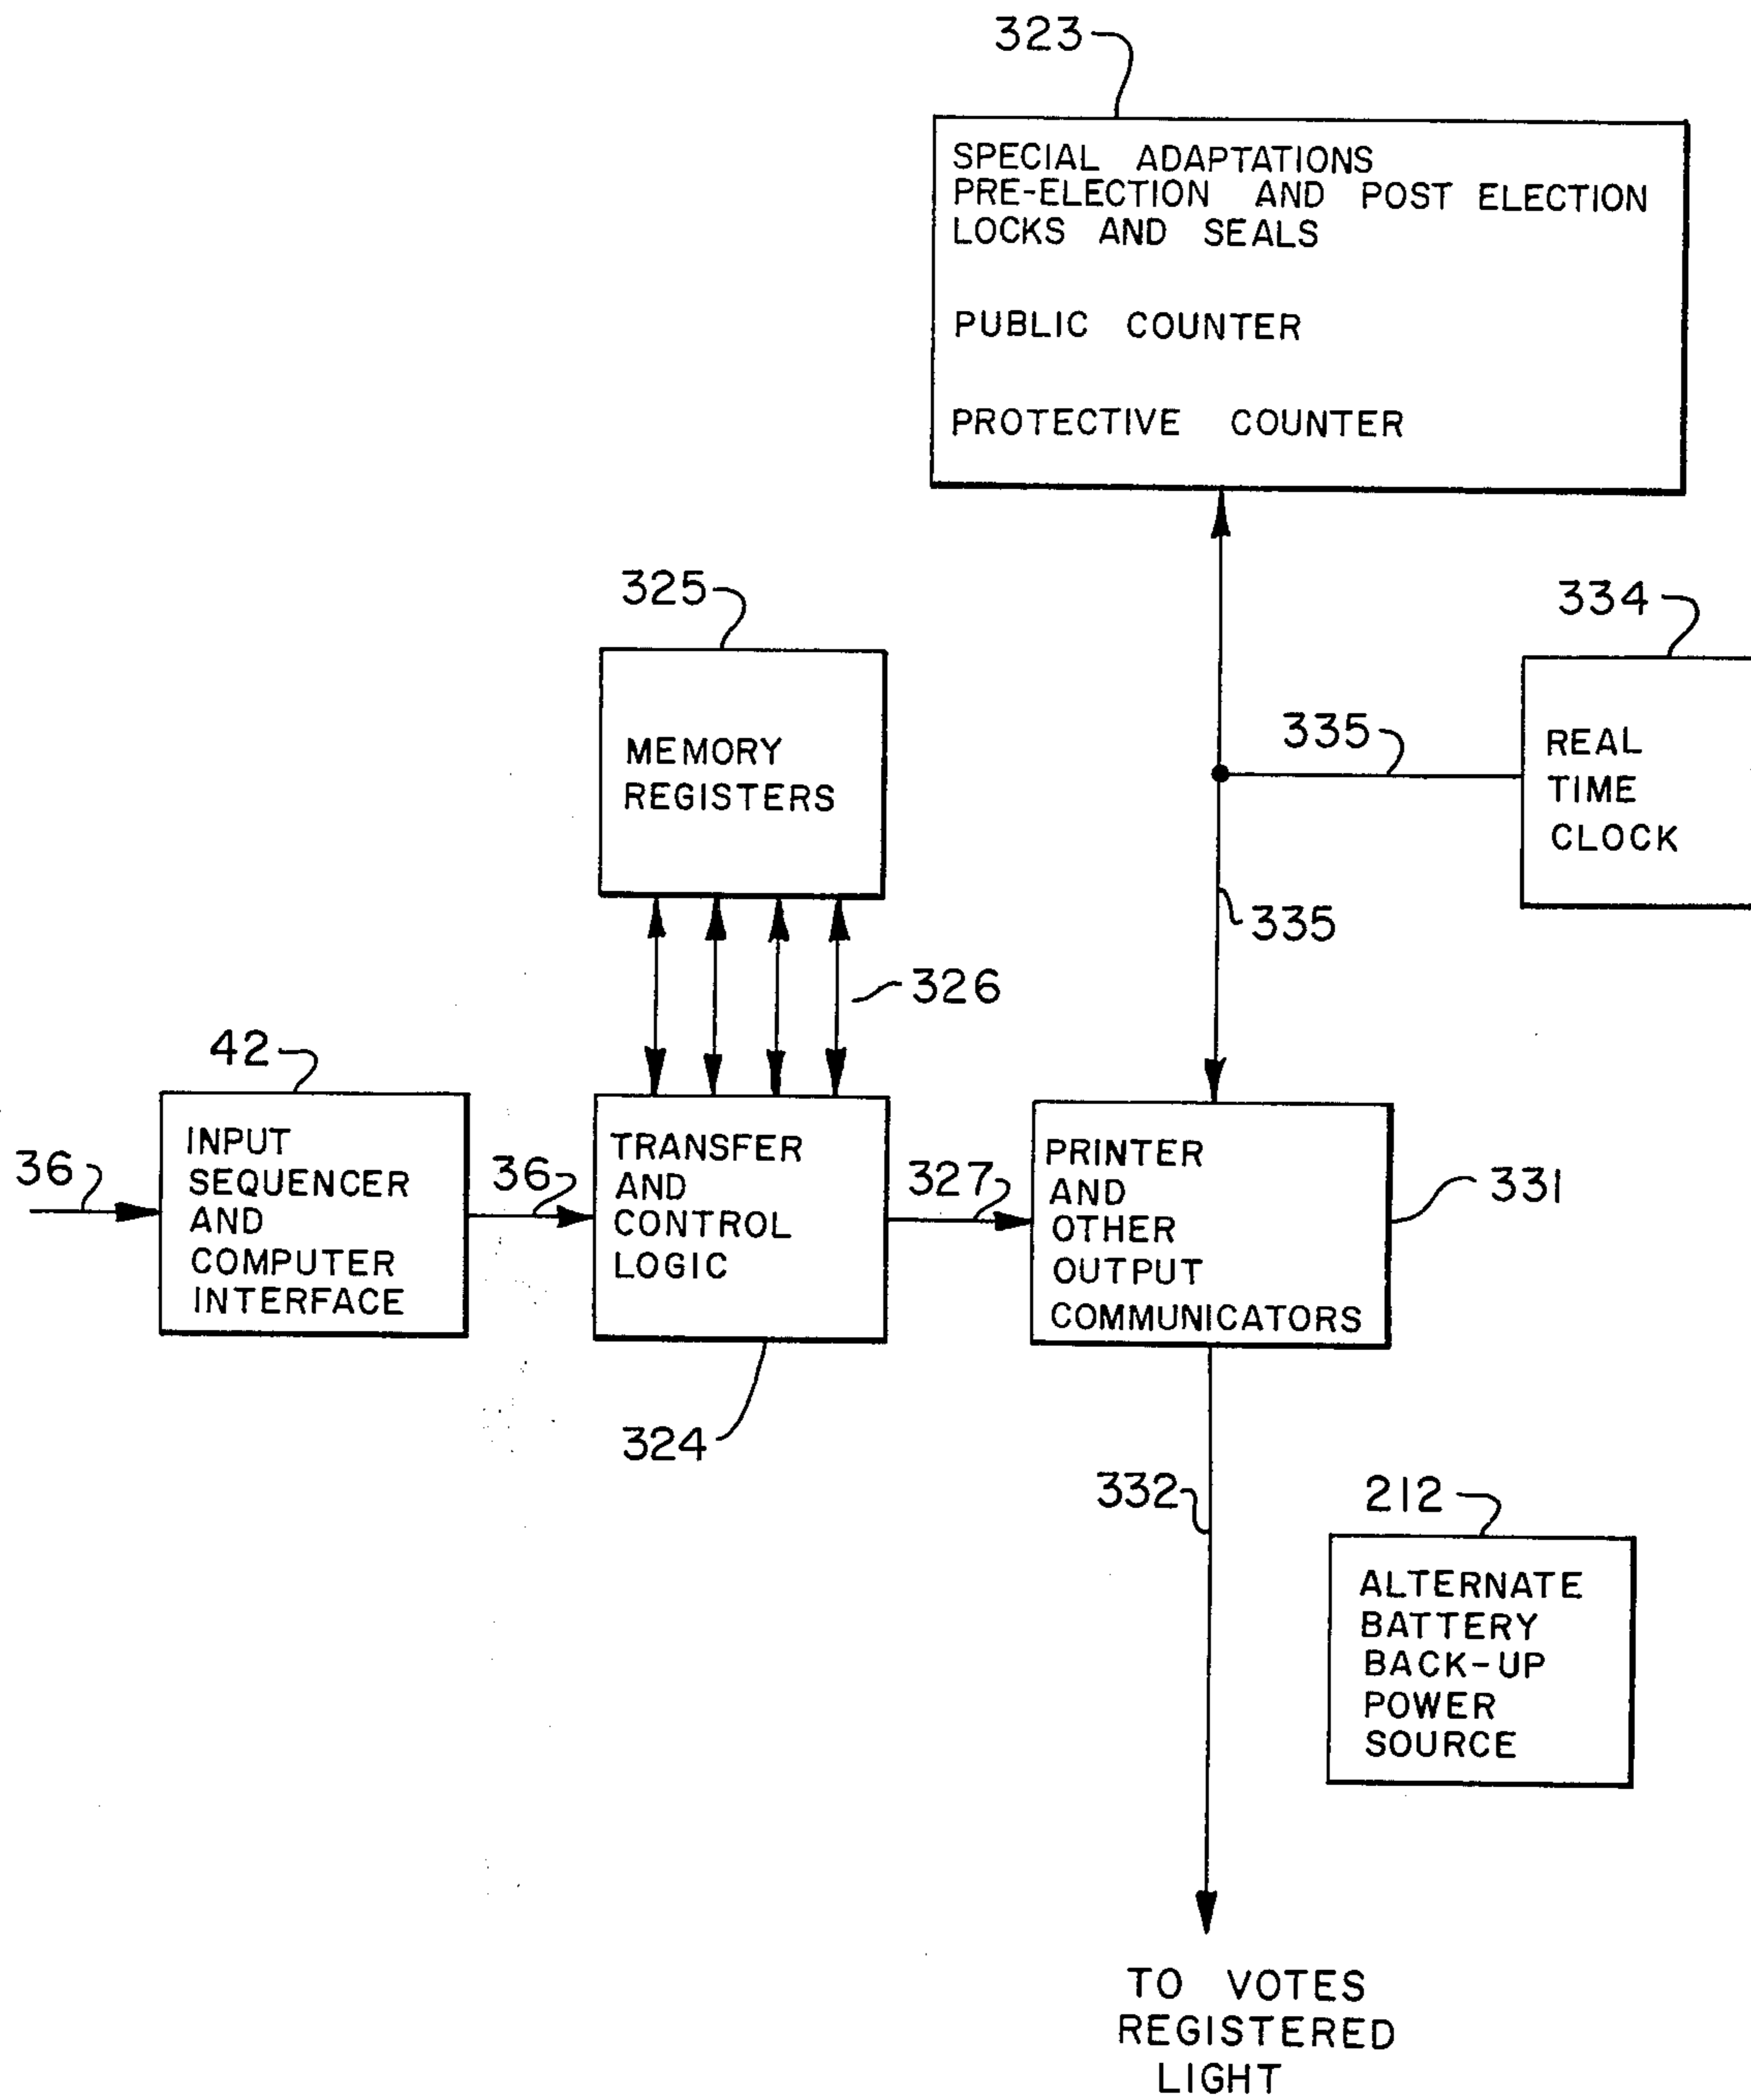 323
SPECIAL ADAPTATIONS
PRE-ELECTION AND POST ELECTION
LOCKS AND SEALS
PUBLIC COUNTER
PROTECTIVE COUNTER
325
MEMORY
REGISTERS
334
REAL
TIME
CLOCK
335
335
326
42
INPUT
SEQUENCER
AND
COMPUTER
INTERFACE
36
36
TRANSFER
AND
CONTROL
LOGIC
324
327
PRINTER
AND
OTHER
OUTPUT
COMMUNICATORS
331
332
212
ALTERNATE
BATTERY
BACK-UP
POWER
SOURCE
TO VOTES
REGISTERED
LIGHT